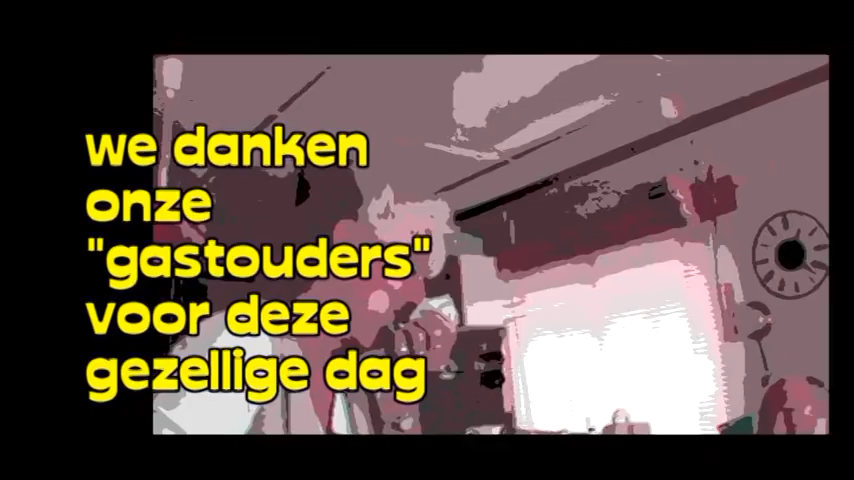 we danken
onze
"gastouders"
voor deze
gezellige dag